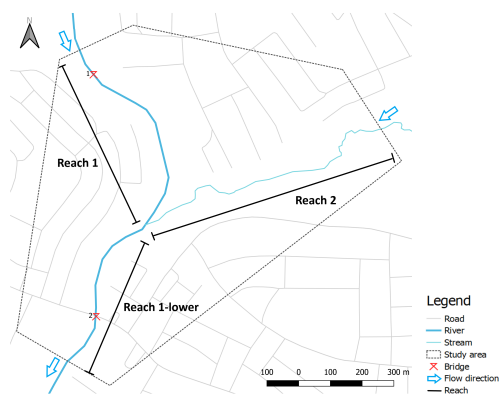 N
1
Reach 1
Reach 2
Reach 1-lower
2
Legend
Road
River
Stream
Study area
Bridge
Flow direction
Reach
100 0 100 200 300 m